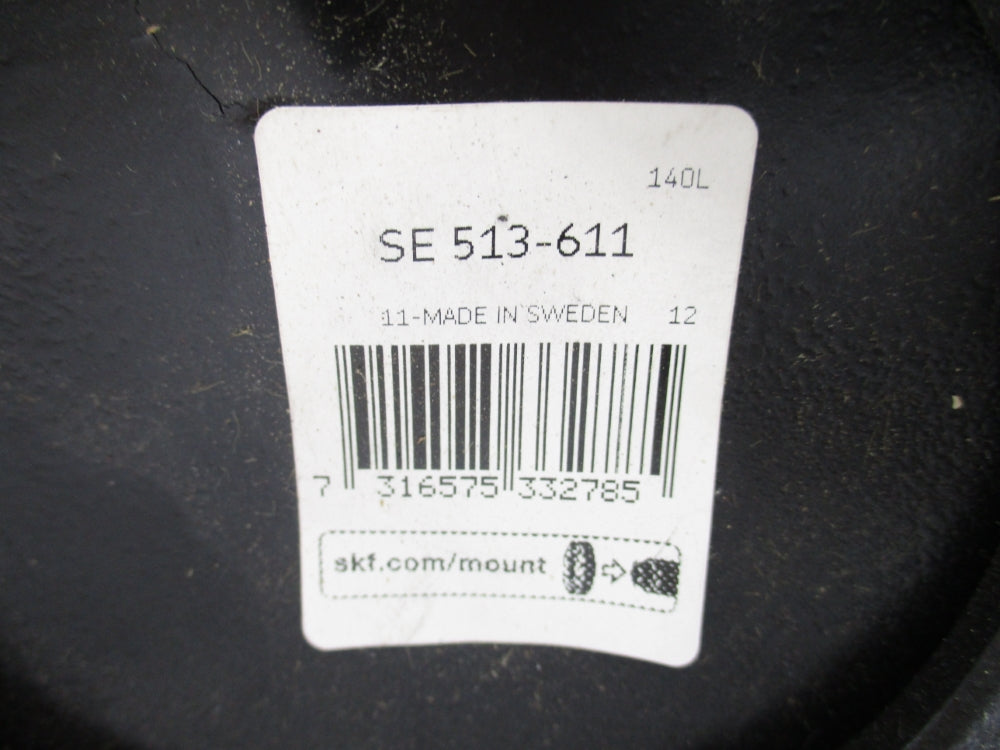 140L
SE 513-611
11-MADE IN SWEDEN 12
7 316575 332785
skf.com/mount